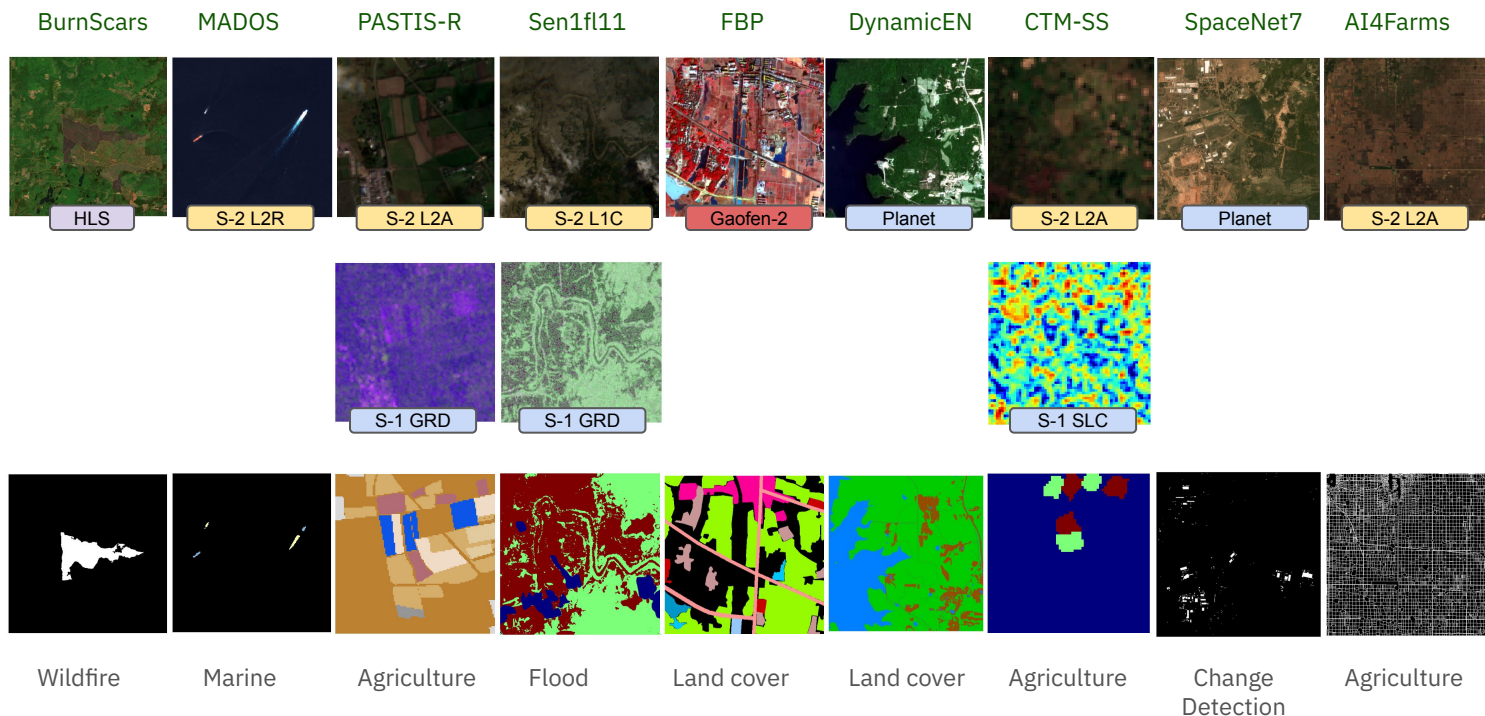 BurnScars MADOS PASTIS-R Sen1fl11 FBP DynamicEN CTM-SS SpaceNet7 AI4Farms
HLS S-2 L2R S-2 L2A S-2 L1C Gaofen-2 Planet S-2 L2A Planet S-2 L2A
S-1 GRD S-1 GRD S-1 SLC
Wildfire Marine Agriculture Flood Land cover Land cover Agriculture Change Agriculture
Detection